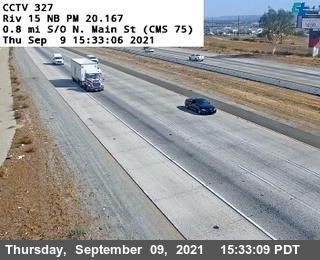 CCTV 327
Riv 15 NB PM 20.167
0.8 mi S/O N. Main St (CMS 75)
Thu Sep  9 15:33:06 2021
Thursday, September 09, 2021 15:33:09 PDT